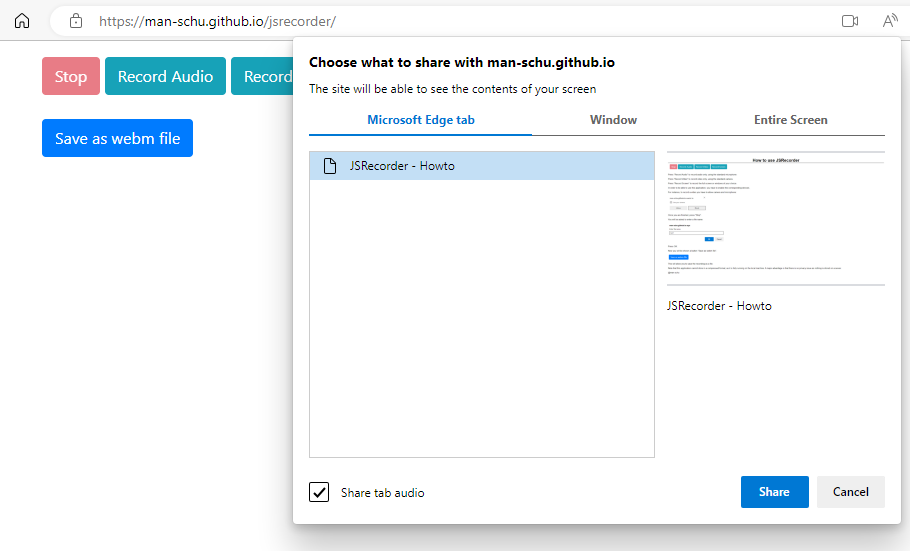 https://man-schu.github.io/jsrecorder/
Choose what to share with man-schu.github.io
Stop
Record Audio
Record
The site will be able to see the contents of your screen
Microsoft Edge tab
Window
Entire Screen
Save as webm file
JSRecorder - Howto
How to use JSRecorder
JSRecorder - Howto
Share tab audio
Share
Cancel